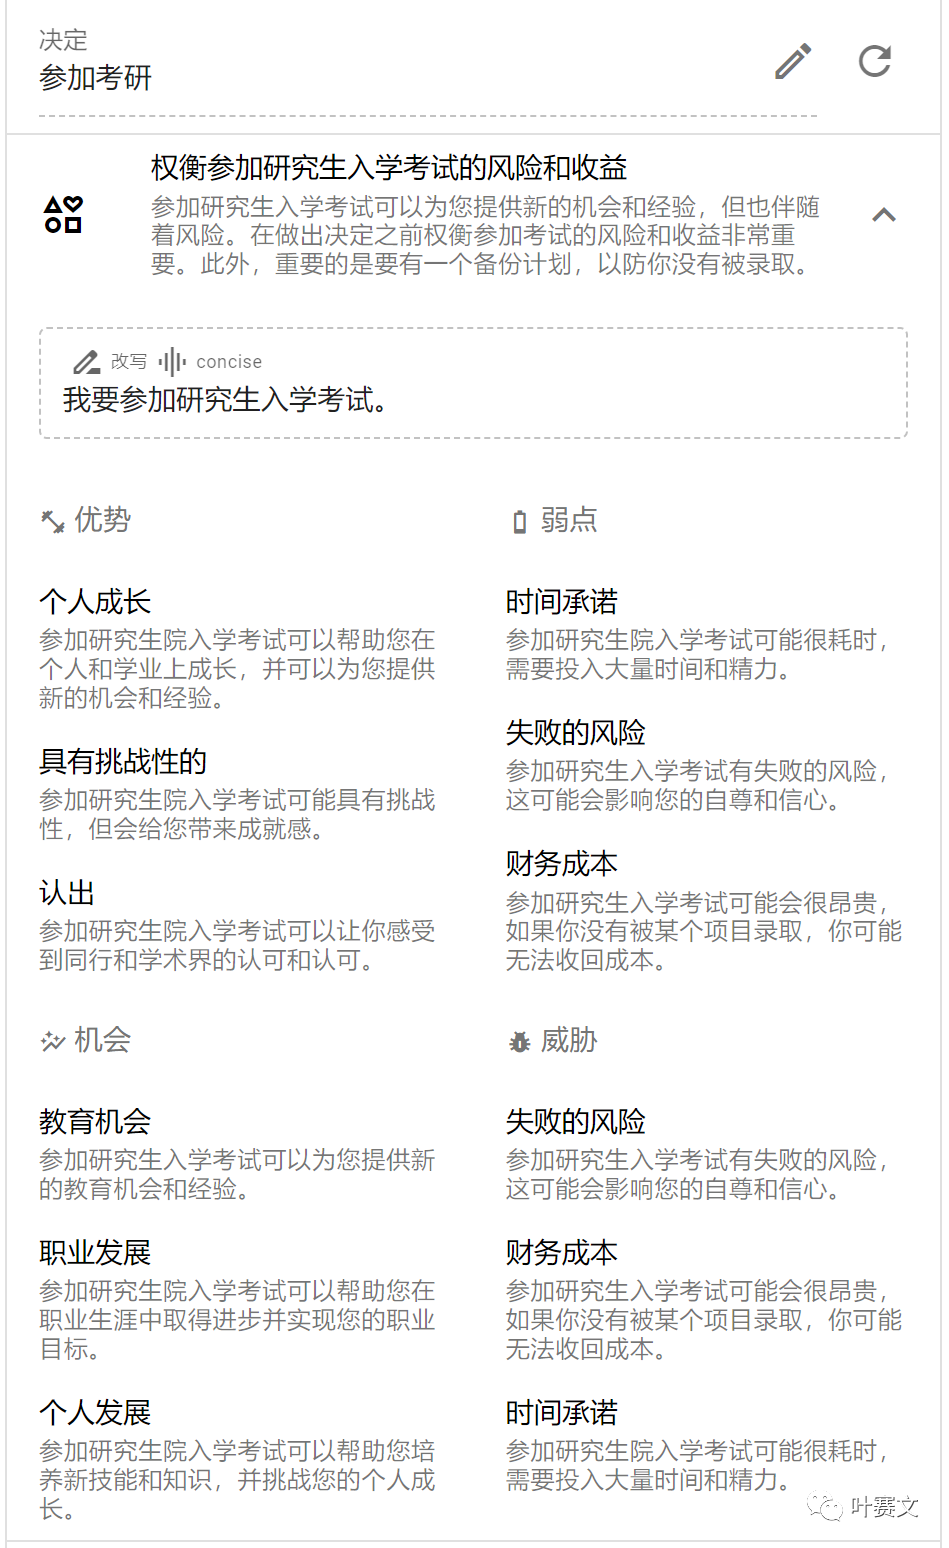 决定
参加考研
权衡参加研究生入学考试的风险和收益
参加研究生入学考试可以为您提供新的机会和经验，但也伴随
着风险。在做出决定之前权衡参加考试的风险和收益非常重
要。此外，重要的是要有一个备份计划，以防你没有被录取。
改写 concise
我要参加研究生入学考试。
优势
个人成长
参加研究生院入学考试可以帮助您在
个人和学业上成长，并可以为您提供
新的机会和经验。
具有挑战性的
参加研究生院入学考试可能具有挑战
性，但会给您带来成就感。
认出
参加研究生院入学考试可以让你感受
到同行和学术界的认可和认可。
弱点
时间承诺
参加研究生院入学考试可能很耗时，
需要投入大量时间和精力。
失败的风险
参加研究生入学考试有失败的风险，
这可能会影响您的自尊和信心。
财务成本
参加研究生入学考试可能会很昂贵，
如果你没有被某个项目录取，你可能
无法收回成本。
机会
教育机会
参加研究生入学考试可以为您提供新
的教育机会和经验。
职业发展
参加研究生院入学考试可以帮助您在
职业生涯中取得进步并实现您的职业
目标。
个人发展
参加研究生院入学考试可以帮助您培
养新技能和知识，并挑战您的个人成
长。
威胁
失败的风险
参加研究生入学考试有失败的风险，
这可能会影响您的自尊和信心。
财务成本
参加研究生入学考试可能会很昂贵，
如果你没有被某个项目录取，你可能
无法收回成本。
时间承诺
参加研究生院入学考试可能很耗时，
需要投入大量时间和精力。
叶赛文